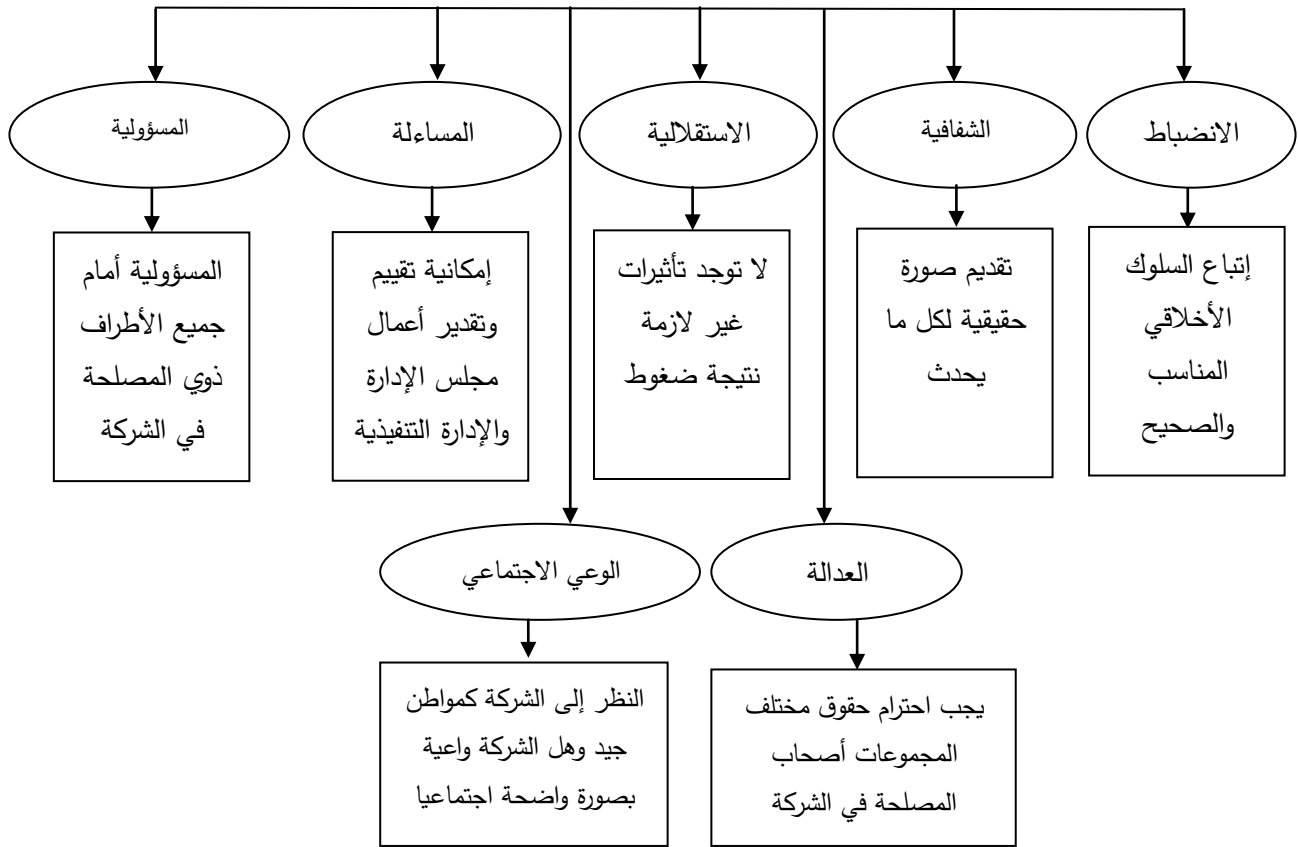 الانضباط
الشفافية
الاستقلالية
المساءلة
المسؤولية
إتباع السلوك
الأخلاقي
المناسب
والصحيح
تقديم صورة
حقيقية لكل ما
يحدث
لا توجد تأثيرات
غير لازمة
نتيجة ضغوط
إمكانية تقييم
وتقدير أعمال
مجلس الإدارة
والإدارة التنفيذية
المسؤولية أمام
جميع الأطراف
ذوي المصلحة
في الشركة
العدالة
الوعي الاجتماعي
يجب احترام حقوق مختلف
المجموعات أصحاب
المصلحة في الشركة
النظر إلى الشركة كمواطن
جيد وهل الشركة واعية
بصورة واضحة اجتماعيا